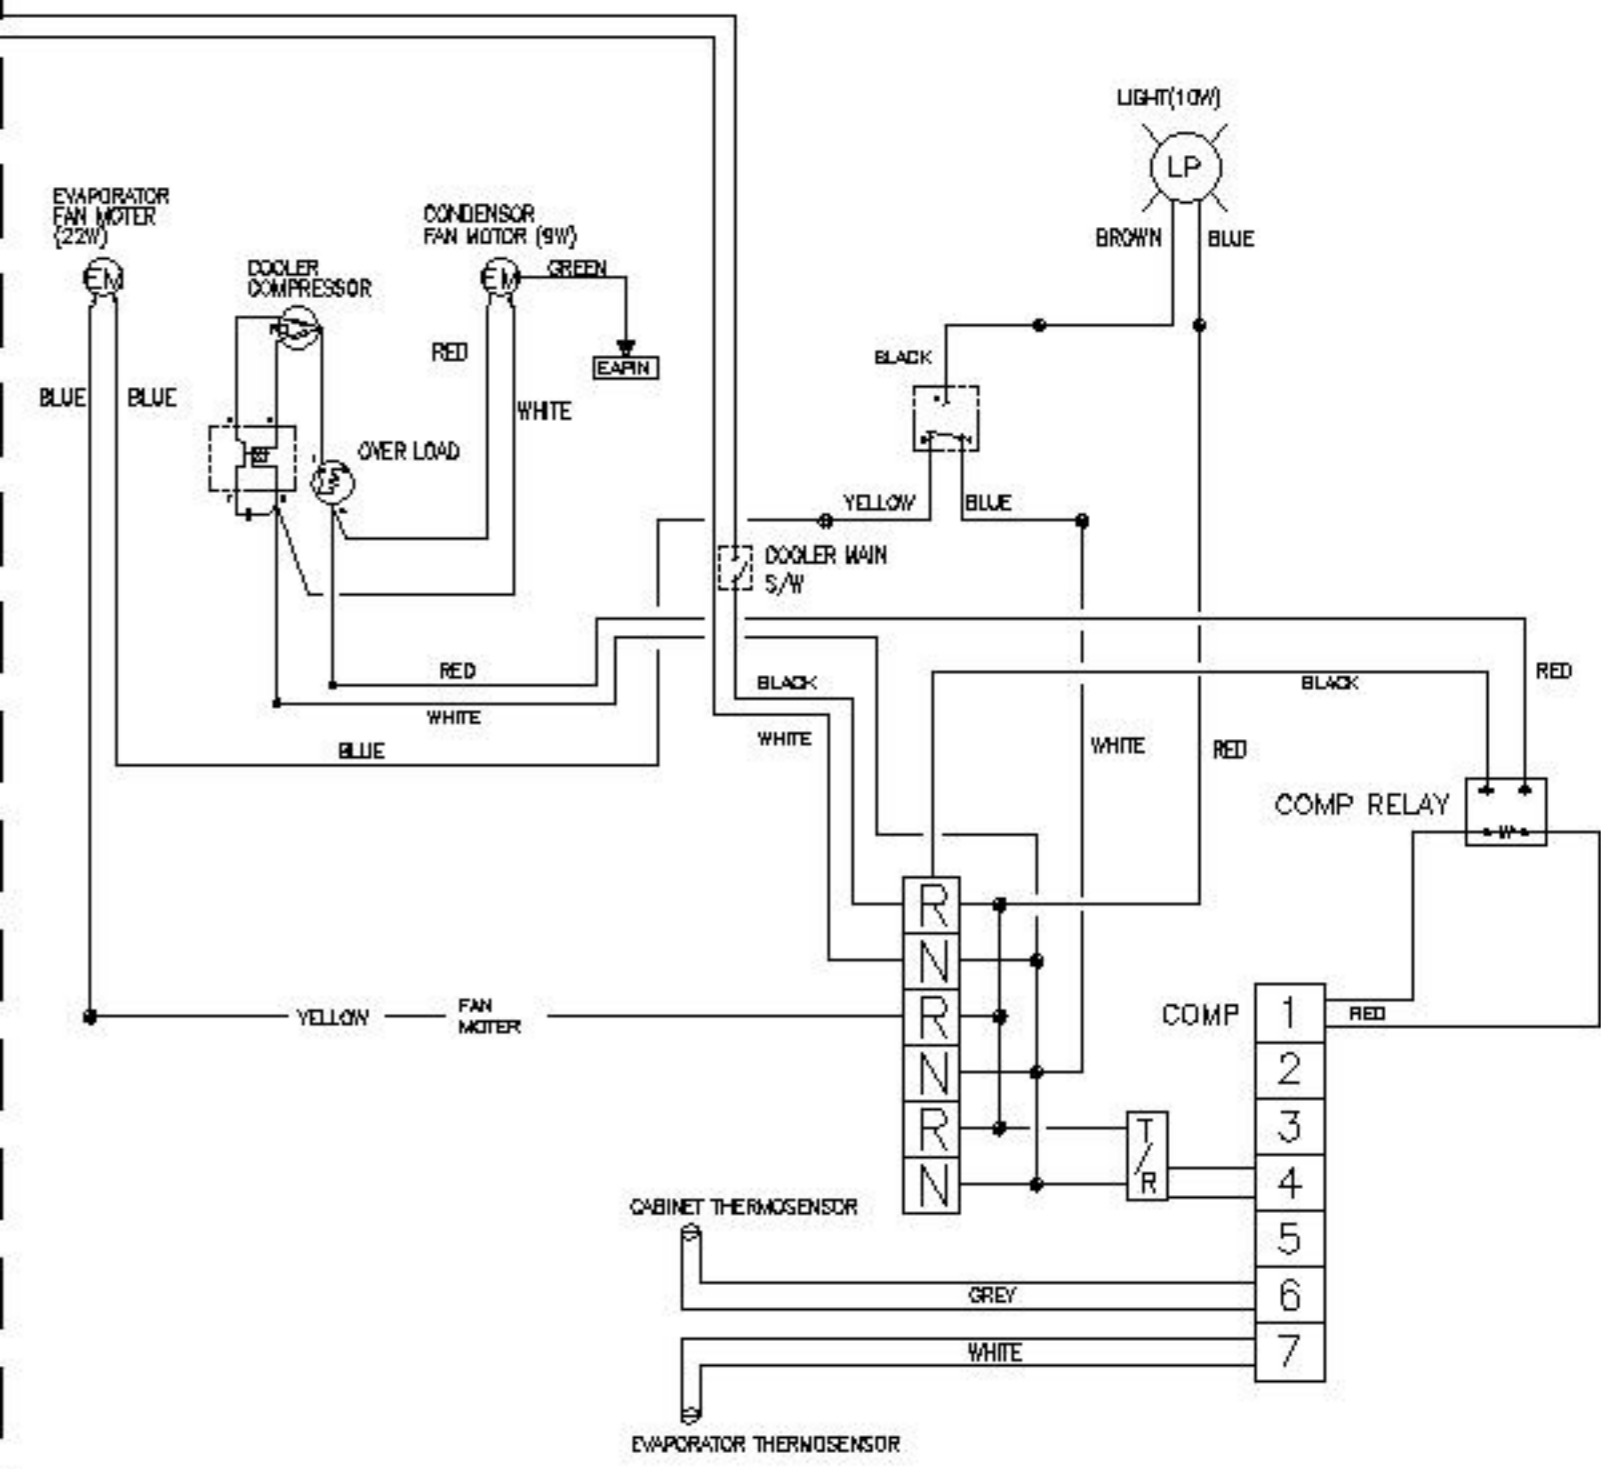 LIGHT(10W)
LP
BROWN
BLUE
EVAPORATOR
FAN MOTER
(22W)
EM
COOLER
COMPRESSOR
CONDENSOR
FAN MOTOR (9W)
EM
GREEN
RED
EARIN
BLACK
BLUE
BLUE
WHITE
OVER LOAD
YELLOW
BLUE
COOLER MAIN
S/W
RED
WHITE
BLUE
BLACK
WHITE
WHITE
RED
BLACK
RED
COMP RELAY
W
R
N
R
N
R
N
YELLOW
FAN
MOTER
COMP
1
2
3
4
5
6
7
RED
T/R
CABINET THERMOSENSOR
GREY
WHITE
EVAPORATOR THERMOSENSOR